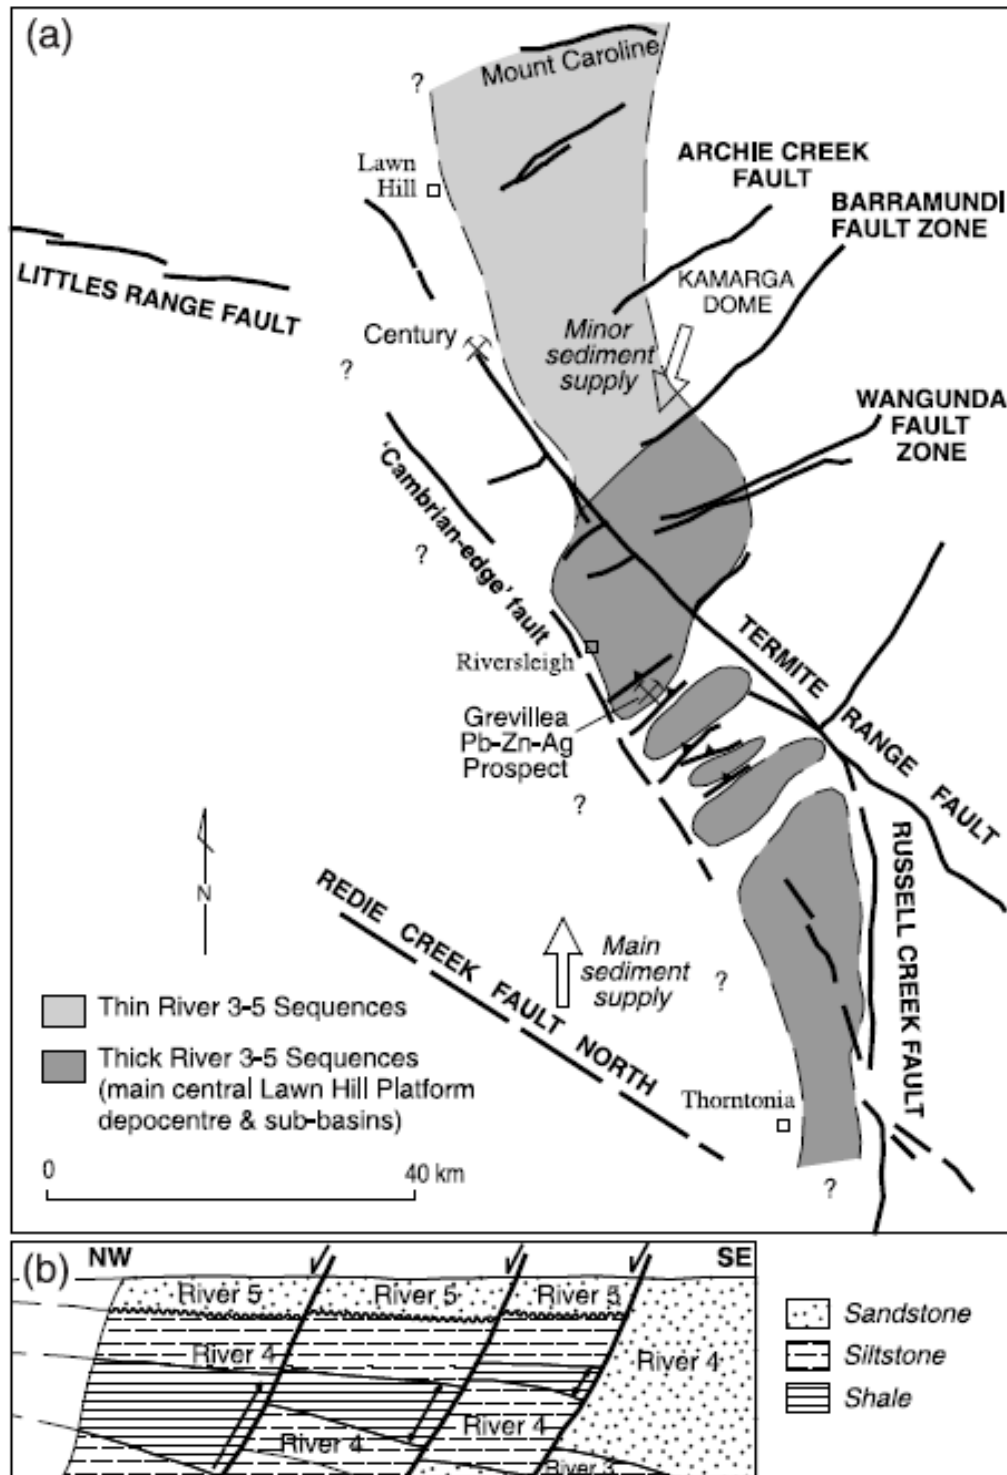 (a)
Mount Caroline
?
Lawn
Hill
ARCHIE CREEK
FAULT
BARRAMUNDI
FAULT ZONE
KAMARGA
DOME
LITTLES RANGE FAULT
Century
Minor
sediment
supply
?
WANGUNDA
FAULT
ZONE
'Cambrian-edge' fault
?
Riversleigh
TERMITE RANGE FAULT
Grevillea
Pb-Zn-Ag
Prospect
?
RUSSELL CREEK FAULT
N
REDIE CREEK FAULT NORTH
Main
sediment
supply
?
Thin River 3-5 Sequences
Thick River 3-5 Sequences
(main central Lawn Hill Platform
depocentre & sub-basins)
Thorntonia
?
0 40 km
(b)
NW SE
River 5 River 5 River 5
River 4 River 4
River 4 River 4
River 3
Sandstone
Siltstone
Shale